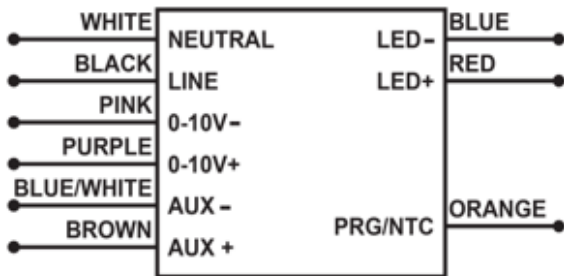 WHITE NEUTRAL LED- BLUE
BLACK LINE LED+ RED
PINK 0-10V-
PURPLE 0-10V+
BLUE/WHITE AUX -
BROWN AUX +
PRG/NTC ORANGE